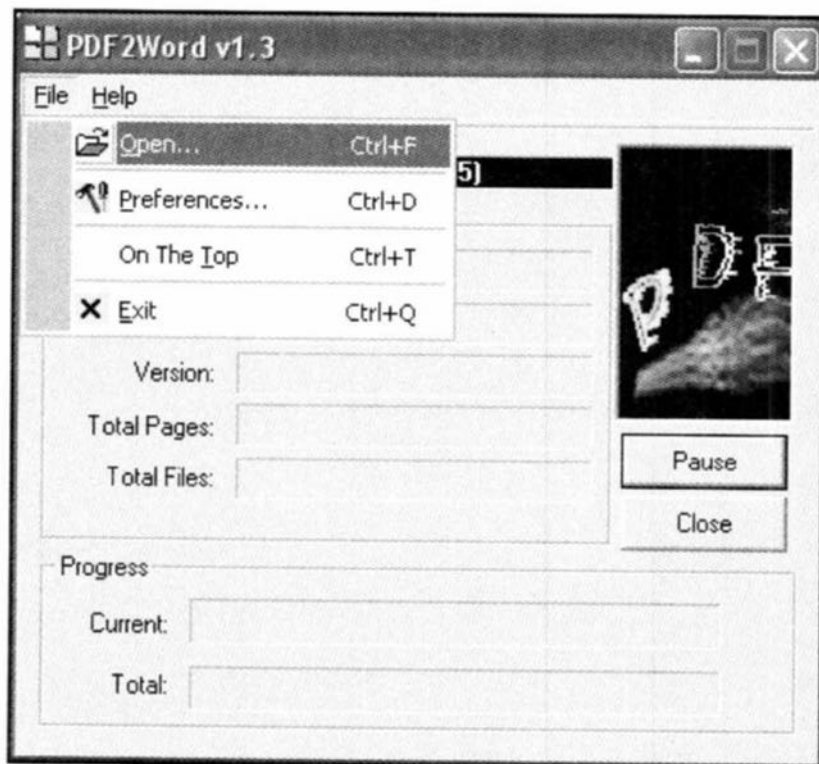 PDF2Word v1.3
File Help
Open... Ctrl+F
5)
Preferences... Ctrl+D
On The Top Ctrl+T
Exit Ctrl+Q
Version:
Total Pages:
Total Files:
Pause
Close
Progress
Current:
Total: